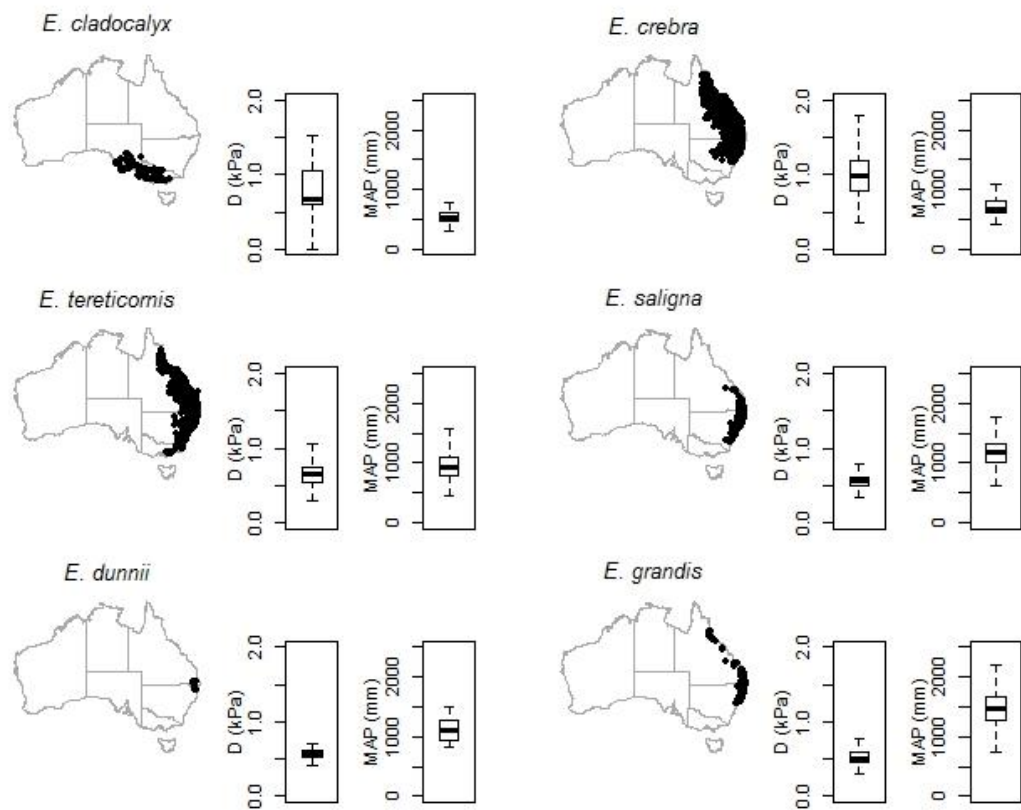 E. cladocalyx
D (kPa)
0.0 1.0 2.0
MAP (mm)
0 1000 2000
E. crebra
D (kPa)
0.0 1.0 2.0
MAP (mm)
0 1000 2000
E. tereticornis
D (kPa)
0.0 1.0 2.0
MAP (mm)
0 1000 2000
E. saligna
D (kPa)
0.0 1.0 2.0
MAP (mm)
0 1000 2000
E. dunnii
D (kPa)
0.0 1.0 2.0
MAP (mm)
0 1000 2000
E. grandis
D (kPa)
0.0 1.0 2.0
MAP (mm)
0 1000 2000